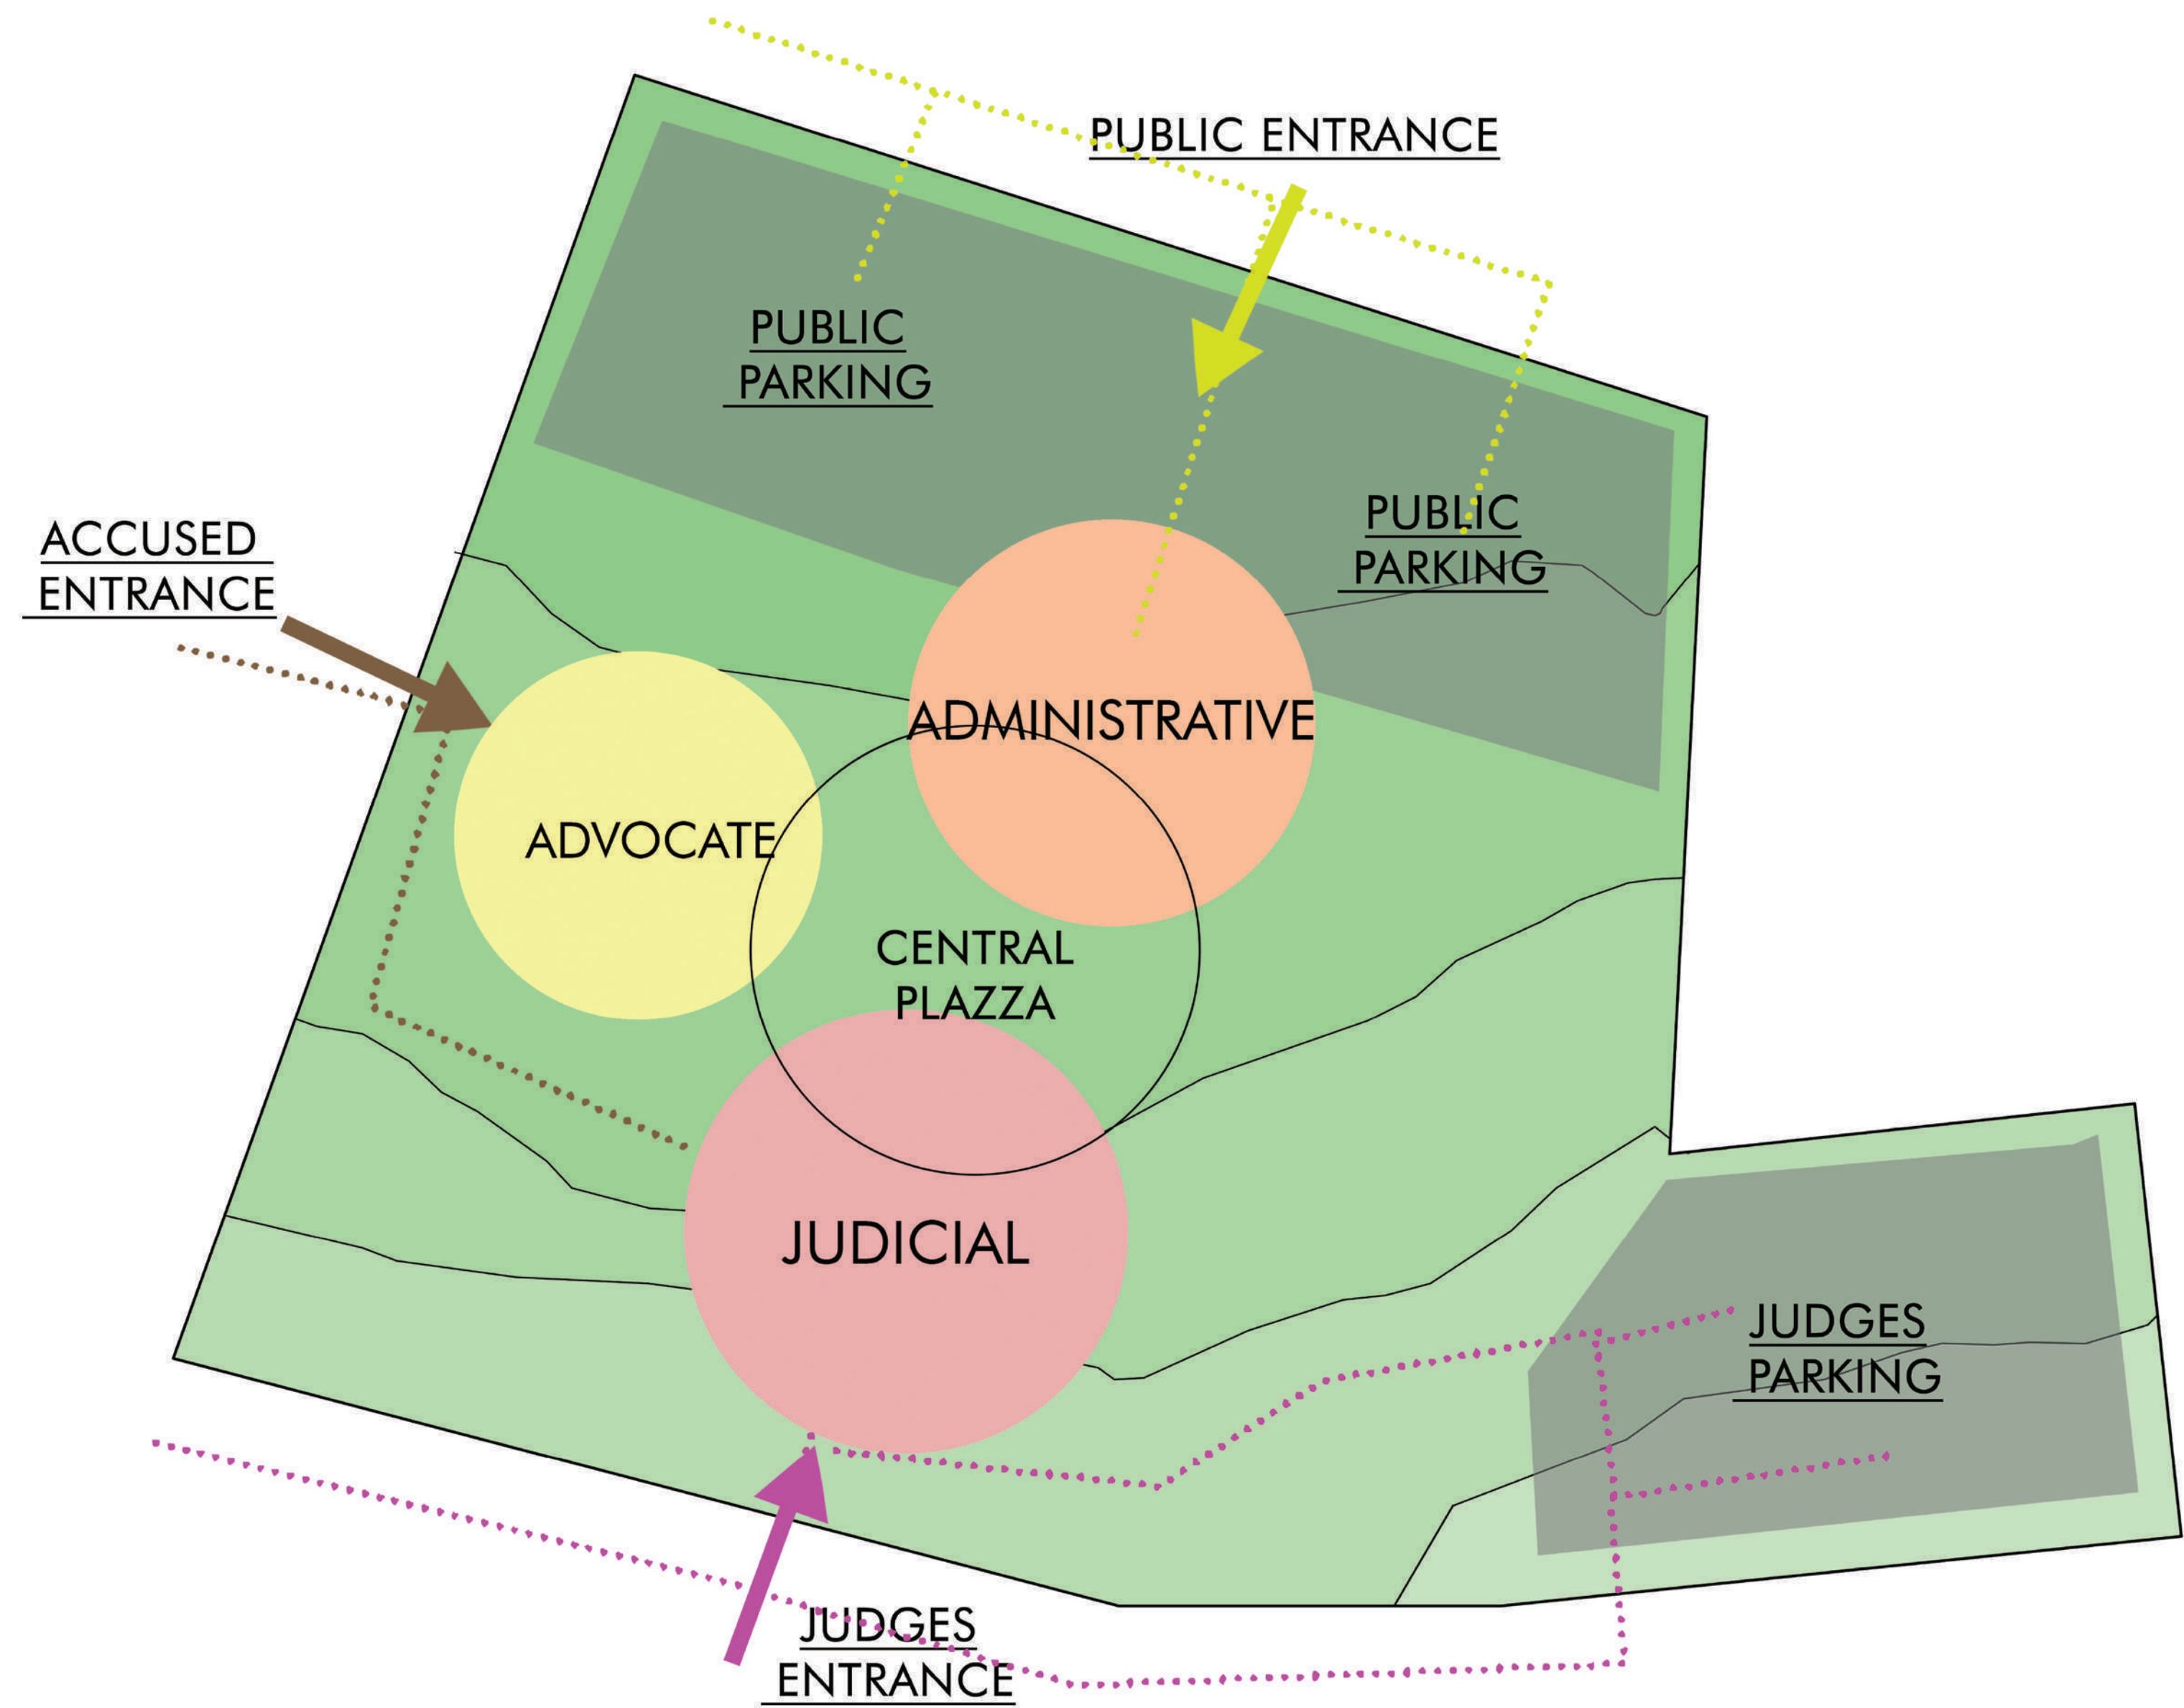 PUBLIC ENTRANCE
PUBLIC
PARKING
PUBLIC
PARKING
ACCUSED
ENTRANCE
ADMINISTRATIVE
ADVOCATE
CENTRAL
PLAZZA
JUDICIAL
JUDGES
PARKING
JUDGES
ENTRANCE